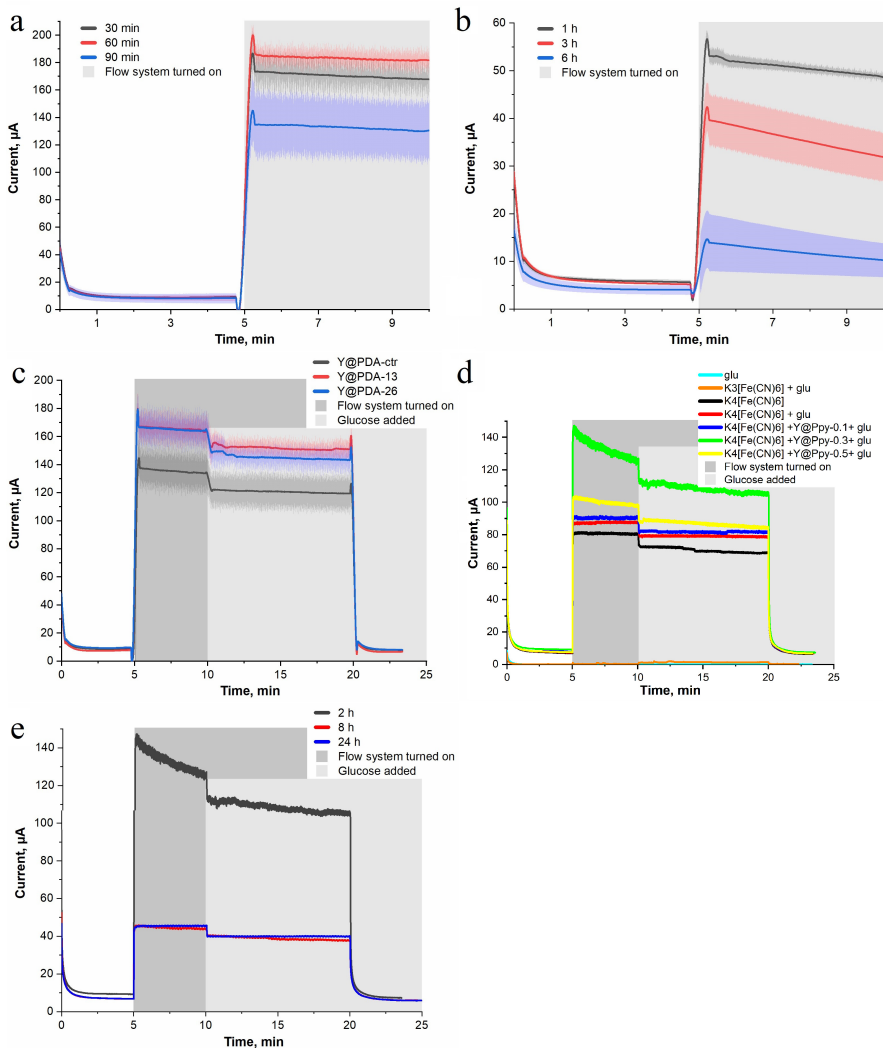 a
30 min
60 min
90 min
Flow system turned on
200
180
160
140
120
100
80
60
40
20
0
Current, µA
1 3 5 7 9
Time, min
b
1 h
3 h
6 h
Flow system turned on
60
50
40
30
20
10
0
Current, µA
1 3 5 7 9
Time, min
c
Y@PDA-ctr
Y@PDA-13
Y@PDA-26
Flow system turned on
Glucose added
200
180
160
140
120
100
80
60
40
20
0
Current, µA
0 5 10 15 20 25
Time, min
d
glu
K3[Fe(CN)6] + glu
K4[Fe(CN)6]
K4[Fe(CN)6] + glu
K4[Fe(CN)6] +Y@Ppy-0.1+ glu
K4[Fe(CN)6] +Y@Ppy-0.3+ glu
K4[Fe(CN)6] +Y@Ppy-0.5+ glu
Flow system turned on
Glucose added
140
120
100
80
60
40
20
0
Current, µA
0 5 10 15 20 25
Time, min
e
2 h
8 h
24 h
Flow system turned on
Glucose added
140
120
100
80
60
40
20
0
Current, µA
0 5 10 15 20 25
Time, min